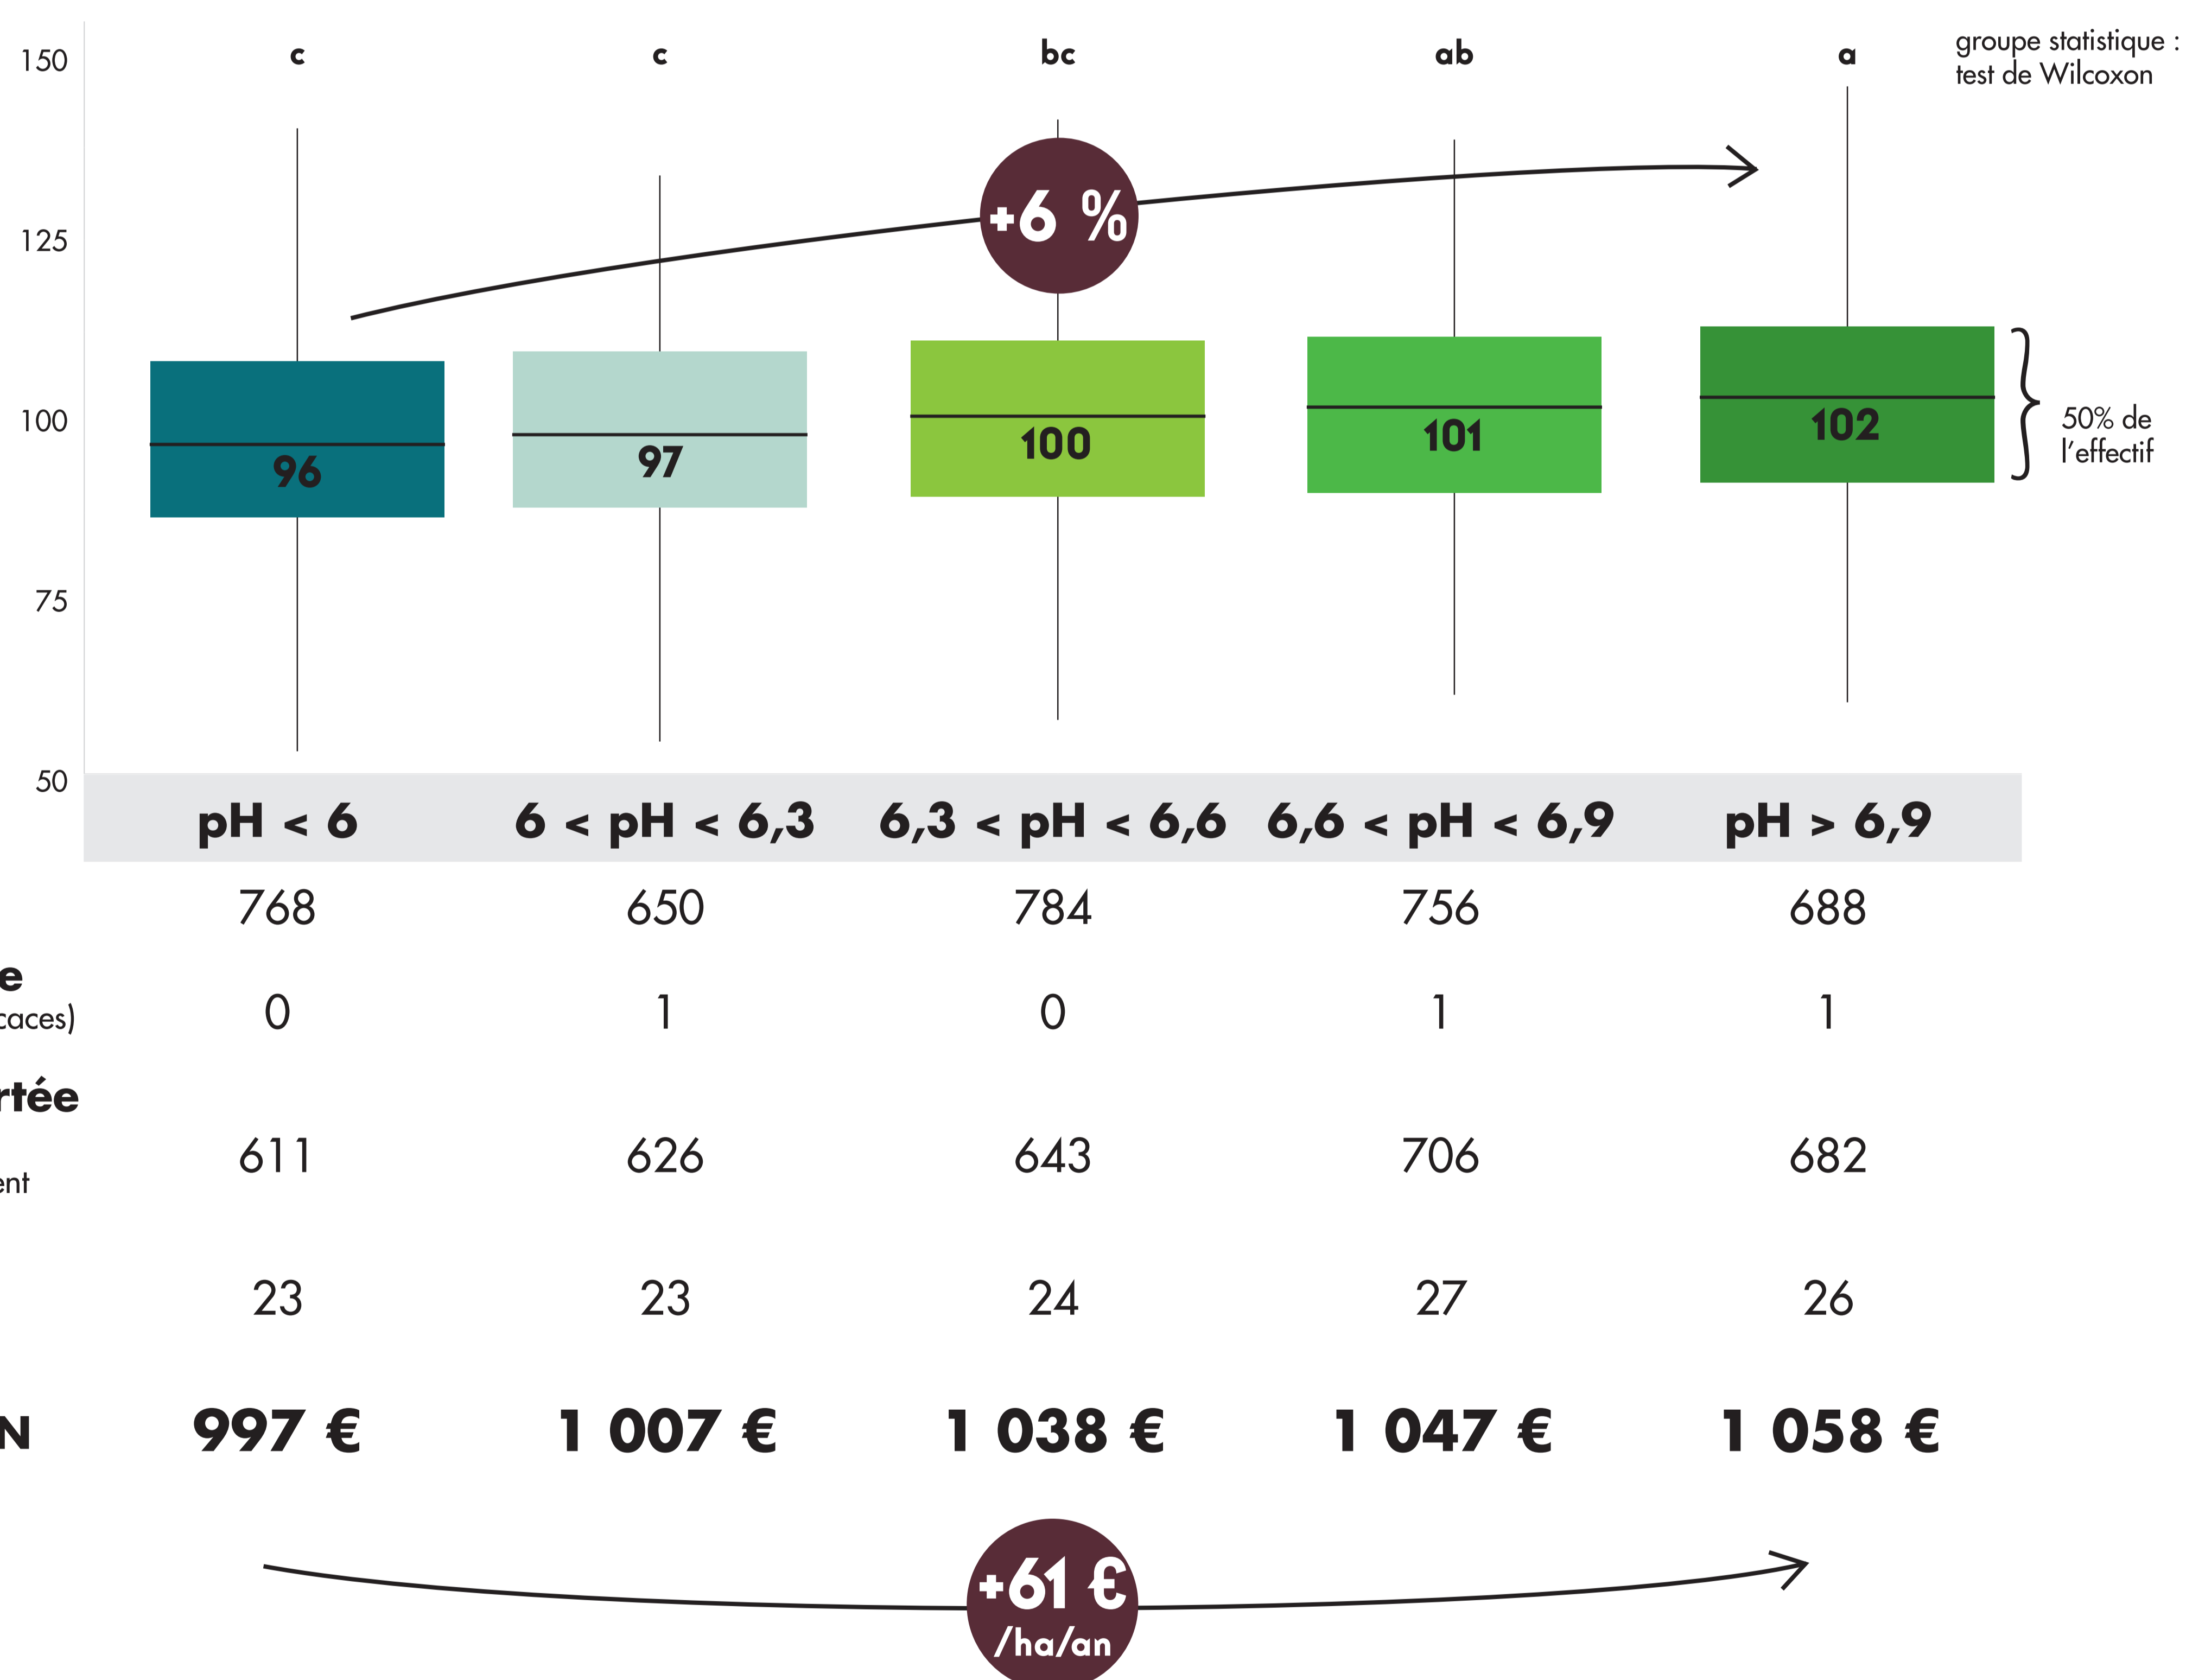 150
c
c
bc
ab
a
groupe statistique :
test de Wilcoxon
125
+6 %
100
96
97
100
101
102
50% de
l'effectif
75
50
pH < 6
6 < pH < 6,3
6,3 < pH < 6,6
6,6 < pH < 6,9
pH > 6,9
768
650
784
756
688
e
caces)
0
1
0
1
1
rtée
611
626
643
706
682
ent
23
23
24
27
26
N
997 €
1 007 €
1 038 €
1 047 €
1 058 €
+61 €
/ha/an